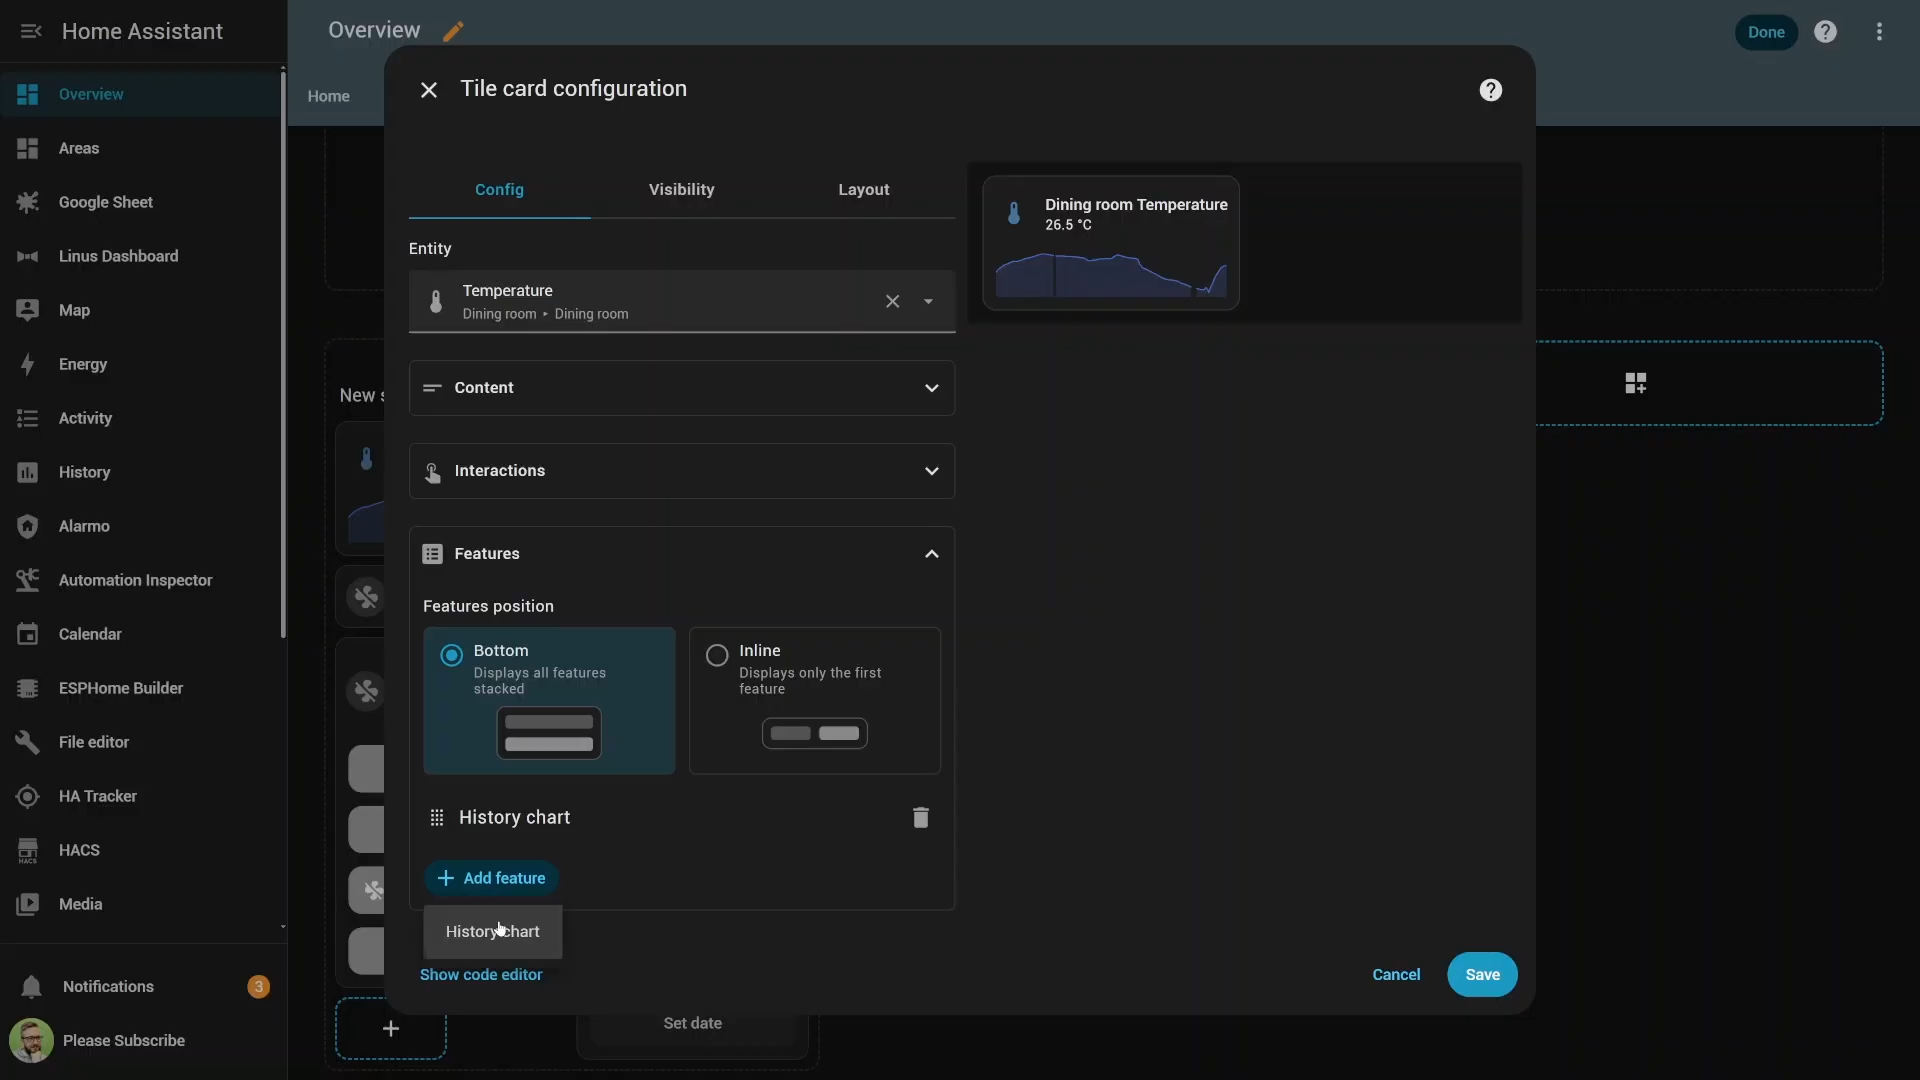 Home Assistant
Overview
Done
Overview
Areas
Google Sheet
Linus Dashboard
Map
Energy
Activity
History
Alarmo
Automation Inspector
Calendar
ESPHome Builder
File editor
HA Tracker
HACS
HACS
Media
Notifications
3
Please Subscribe
Home
New s
Set date
Tile card configuration
Config
Visibility
Layout
Entity
Temperature
Dining room ▸ Dining room
Content
Interactions
Features
Features position
Bottom
Displays all features
stacked
Inline
Displays only the first
feature
History chart
Add feature
History chart
Show code editor
Dining room Temperature
26.5 °C
Cancel
Save